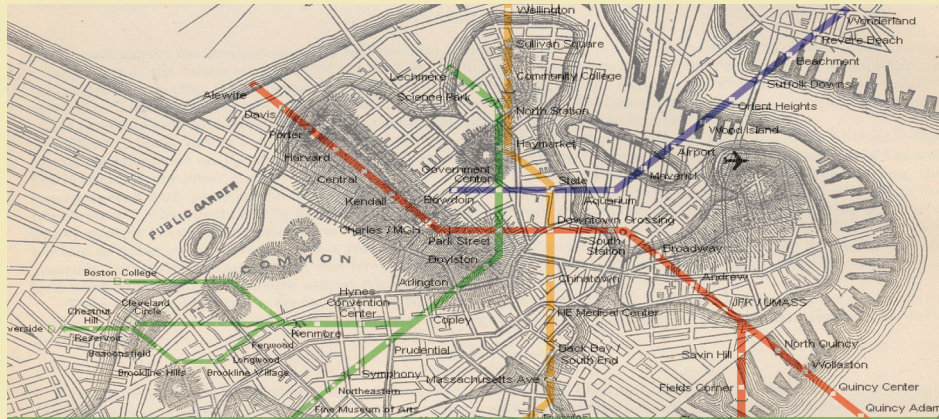 Wellington
Wonderland
Sullivan Square
Revere Beach
Beachmont
Lechmere
Community College
Suffolk Downs
Alewife
Science Park
Orient Heights
Davis
North Station
Porter
Wood Island
Harvard
Haymarket
Airport
Central
Government
Center
State
Maverick
Kendall
Bowdoin
Aquarium
PUBLIC GARDEN
Downtown Crossing
Charles / MGH
Park Street
South
Station
Broadway
COMMON
Boylston
Boston College
Arlington
Chinatown
Andrew
Hynes
Convention
Center
Cleveland
Circle
JFK / UMASS
Chestnut
Hill
Copley
NE Medical Center
verside
Reservoir
Kenmore
Fenwood
Beaconsfield
Longwood
Prudential
Back Bay /
South End
Savin Hill
North Quincy
Brookline Hills
Brookline Village
Symphony
Massachusetts Ave
Wollaston
Northeastern
Fields Corner
Quincy Center
Fine Museum of Arts
Quincy Adam